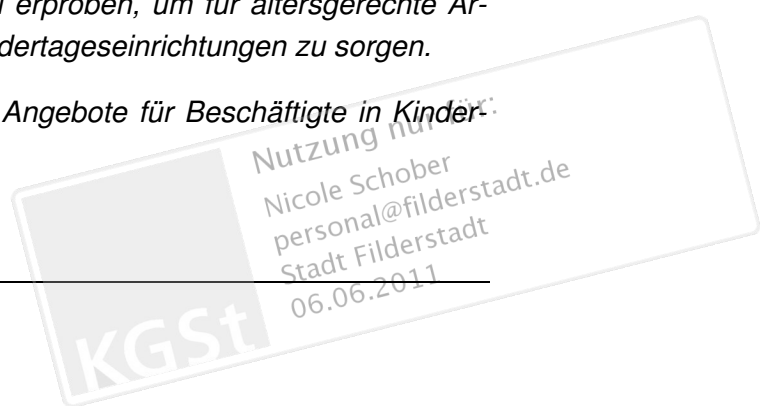 erproben, um für altersgerechte Ar-
dertageseinrichtungen zu sorgen.
Angebote für Beschäftigte in Kinder-
Nutzung nur für:
Nicole Schober
personal@filderstadt.de
Stadt Filderstadt
06.06.2011
KGSt